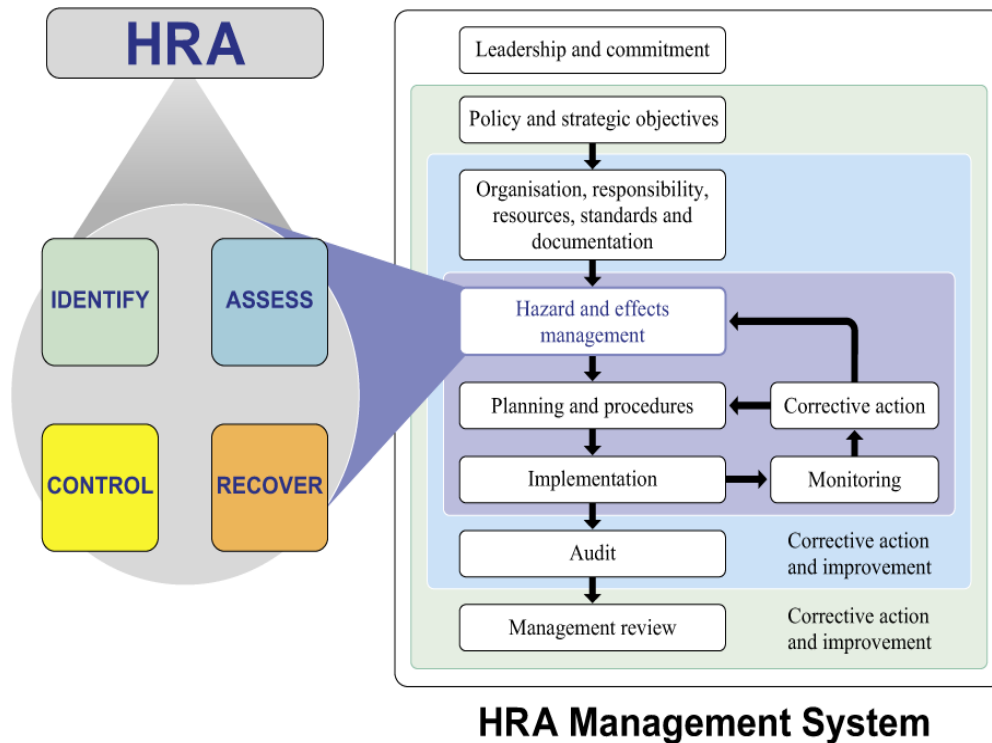 HRA
IDENTIFY
ASSESS
CONTROL
RECOVER
Leadership and commitment
Policy and strategic objectives
Organisation, responsibility,
resources, standards and
documentation
Hazard and effects
management
Planning and procedures
Corrective action
Implementation
Monitoring
Audit
Corrective action
and improvement
Management review
Corrective action
and improvement
HRA Management System